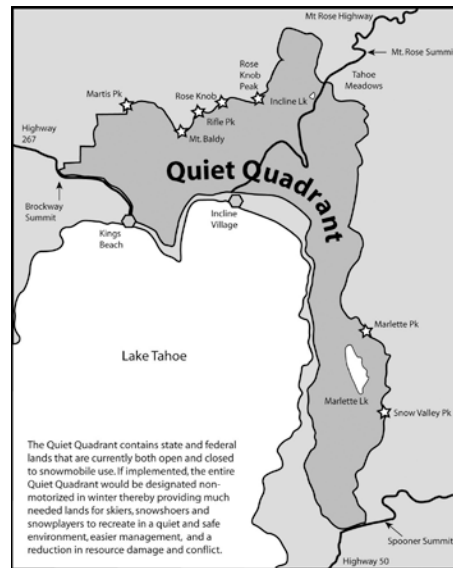 Mt Rose Highway
Mt. Rose Summit
Tahoe
Meadows
Rose
Knob
Peak
Rose Knob
Martis Pk
Incline Lk
Rifle Pk
Mt. Baldy
Highway
267
Quiet Quadrant
Brockway
Summit
Incline
Village
Kings
Beach
Marlette Pk
Lake Tahoe
Marlette Lk
Snow Valley Pk
The Quiet Quadrant contains state and federal
lands that are currently both open and closed
to snowmobile use. If implemented, the entire
Quiet Quadrant would be designated non-
motorized in winter thereby providing much
needed lands for skiers, snowshoers and
snowplayers to recreate in a quiet and safe
environment, easier management, and a
reduction in resource damage and conflict.
Spooner Summit
Highway 50